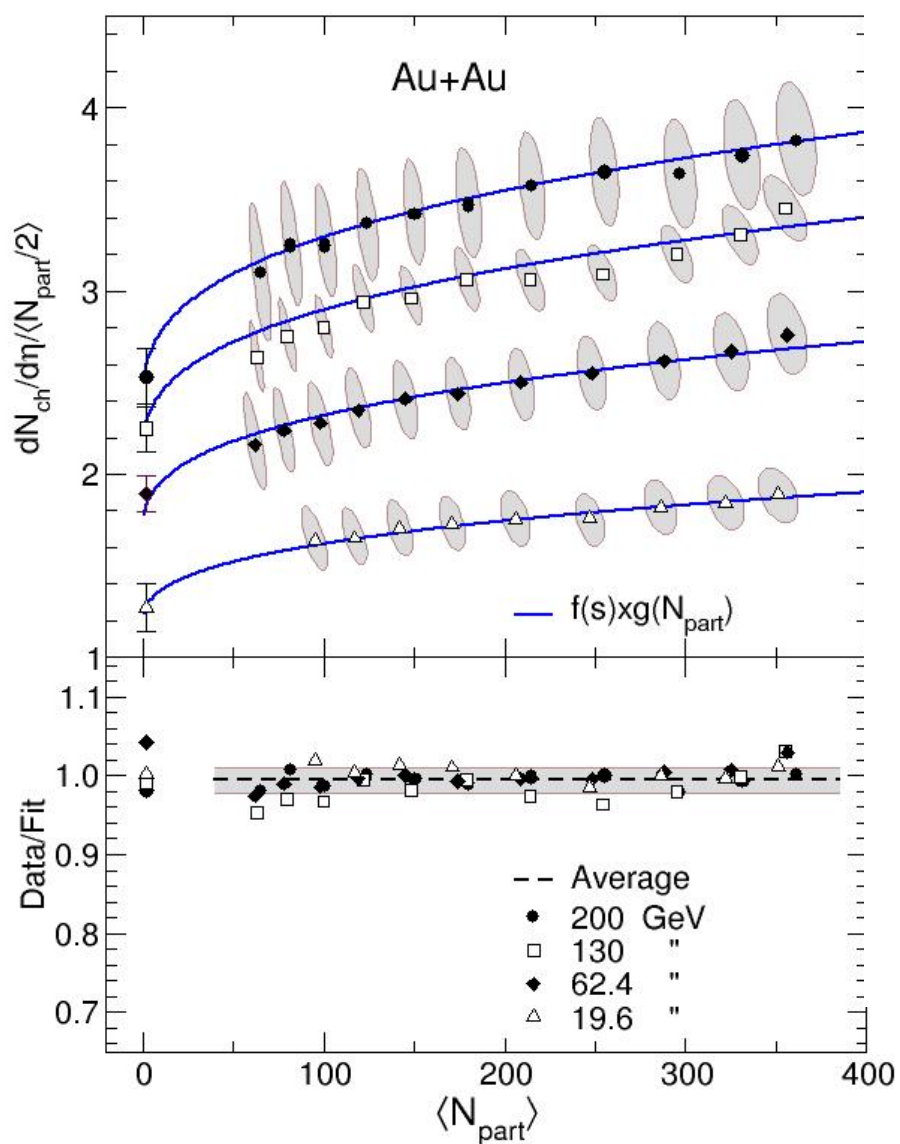 Au+Au
4
3
2
1
dN_ch/dη/⟨N_part/2⟩
f(s)xg(N_part)
1.1
1.0
0.9
0.8
0.7
Data/Fit
Average
200 GeV
130 "
62.4 "
19.6 "
0 100 200 300 400
⟨N_part⟩